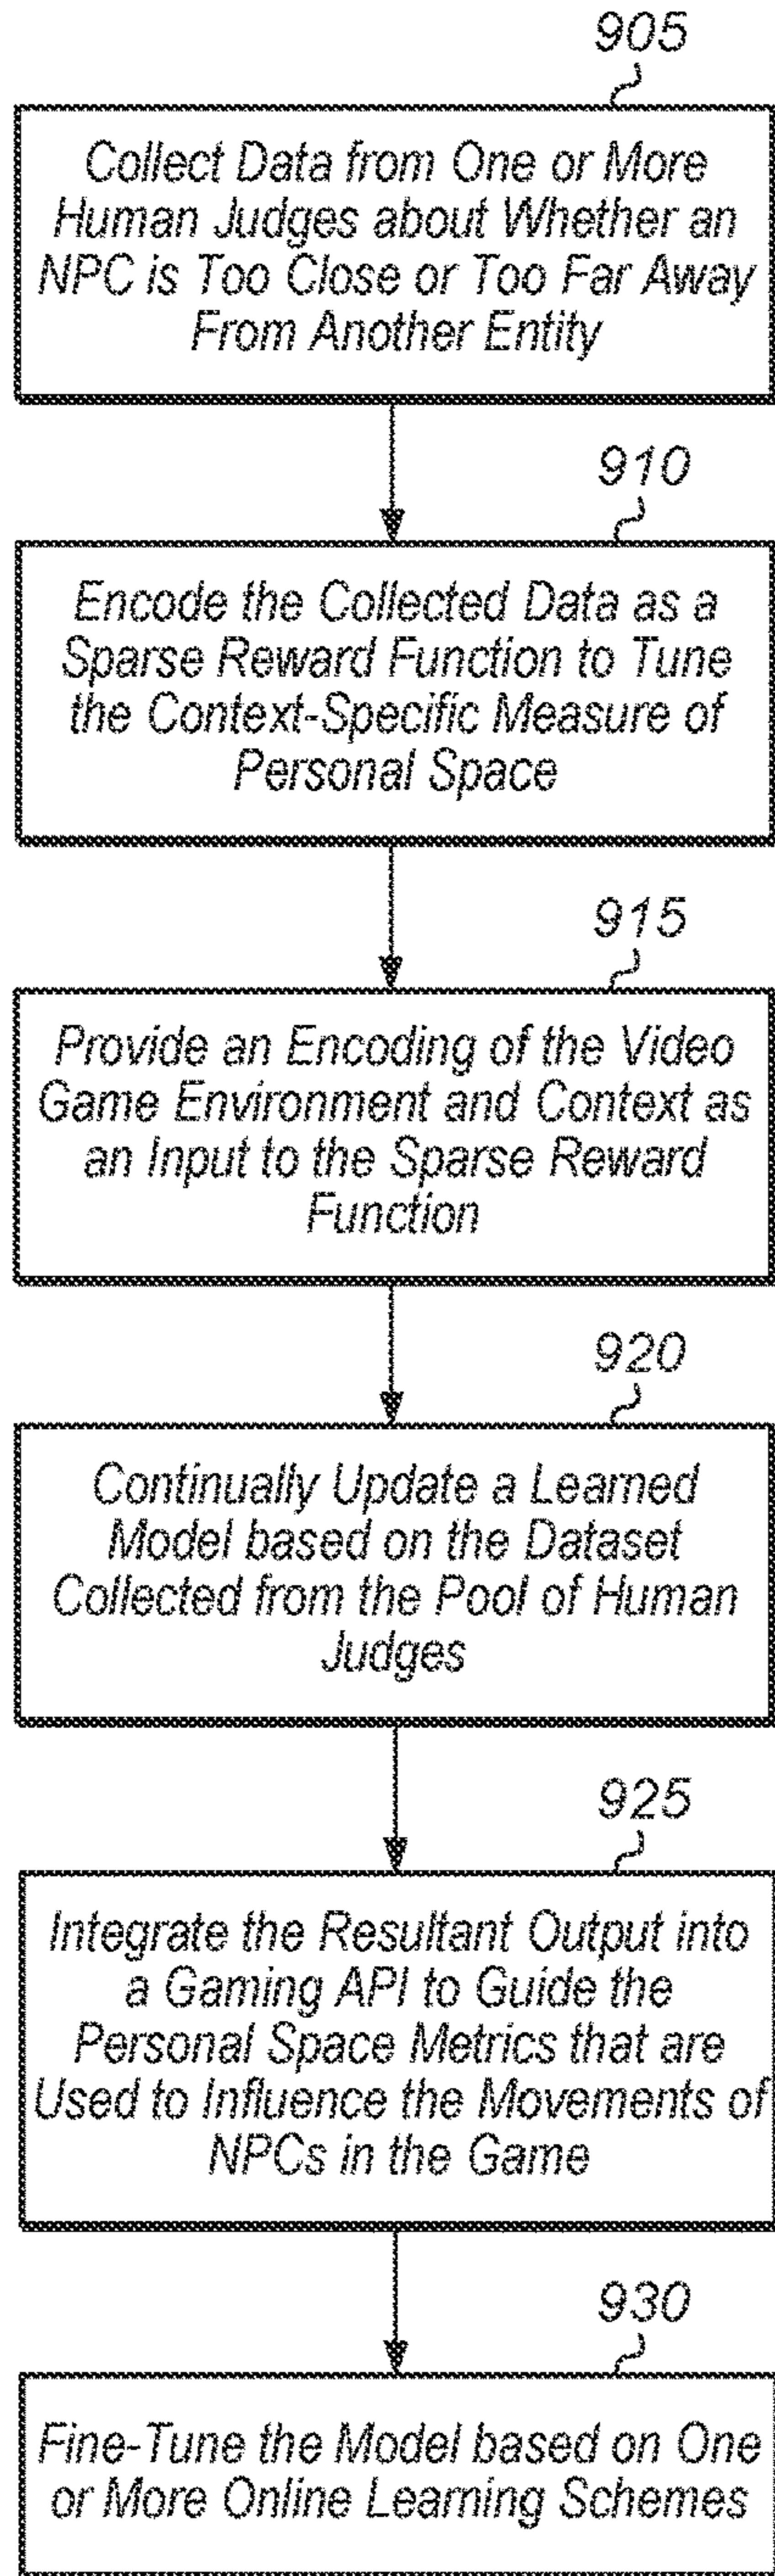 905
Collect Data from One or More
Human Judges about Whether an
NPC is Too Close or Too Far Away
From Another Entity
910
Encode the Collected Data as a
Sparse Reward Function to Tune
the Context-Specific Measure of
Personal Space
915
Provide an Encoding of the Video
Game Environment and Context as
an Input to the Sparse Reward
Function
920
Continually Update a Learned
Model based on the Dataset
Collected from the Pool of Human
Judges
925
Integrate the Resultant Output into
a Gaming API to Guide the
Personal Space Metrics that are
Used to Influence the Movements of
NPCs in the Game
930
Fine-Tune the Model based on One
or More Online Learning Schemes